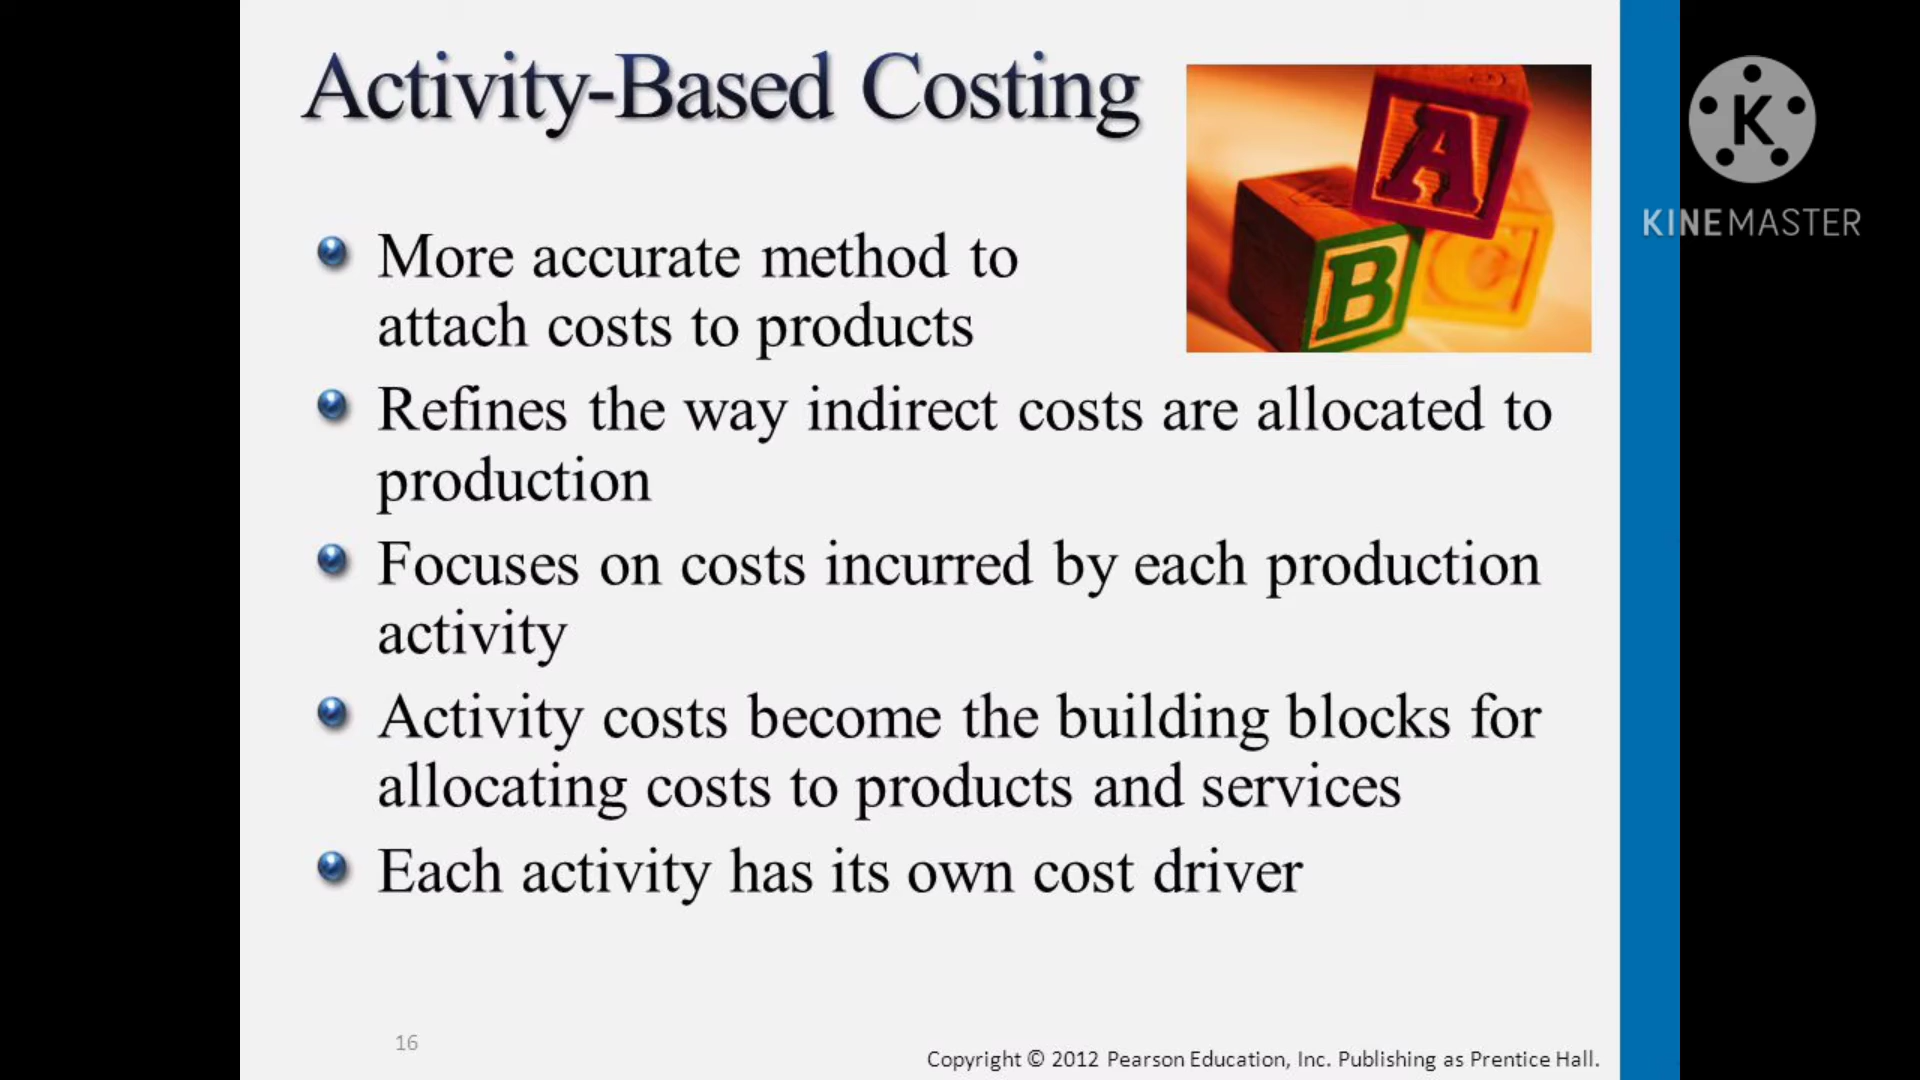 Activity-Based Costing
A
B
C
K
KINEMASTER
More accurate method to
attach costs to products
Refines the way indirect costs are allocated to
production
Focuses on costs incurred by each production
activity
Activity costs become the building blocks for
allocating costs to products and services
Each activity has its own cost driver
16
Copyright © 2012 Pearson Education, Inc. Publishing as Prentice Hall.